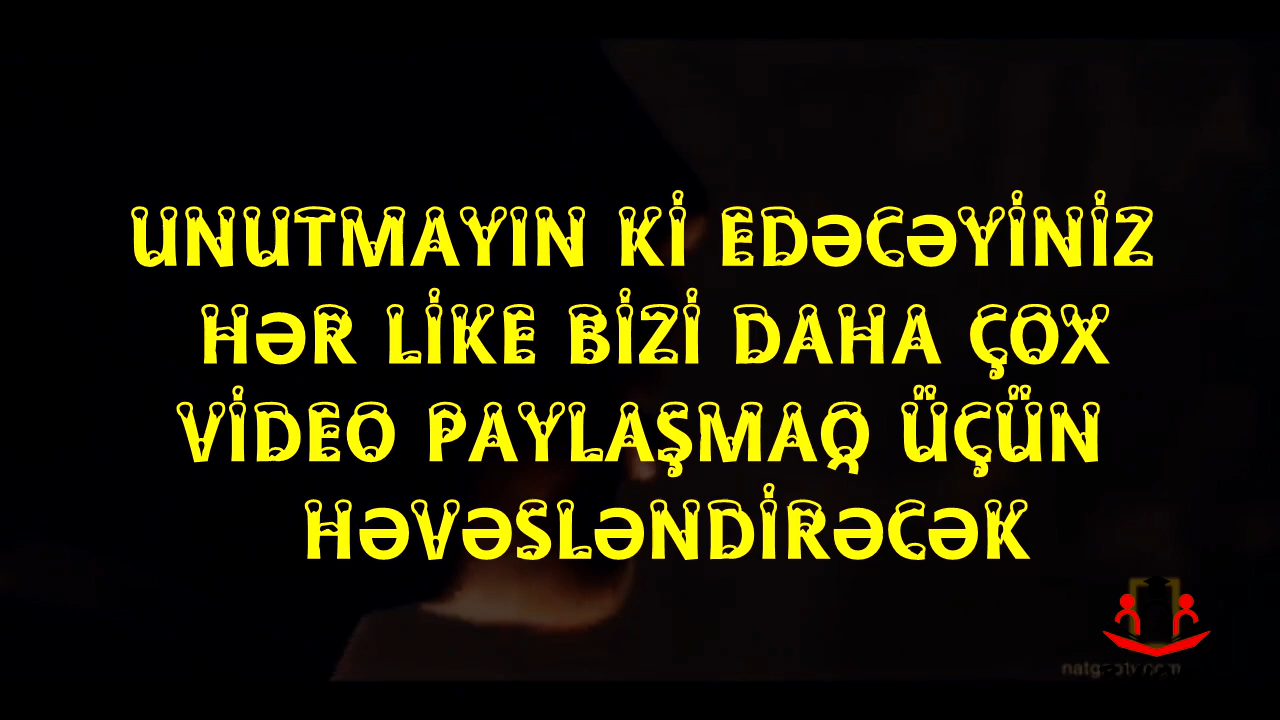 UNUTMAYIN Kİ EDƏCƏYİNİZ
HƏR LİKE BİZİ DAHA ÇOX
VİDEO PAYLAŞMAQ ÜÇÜN
HƏVƏSLƏNDİRƏCƏK